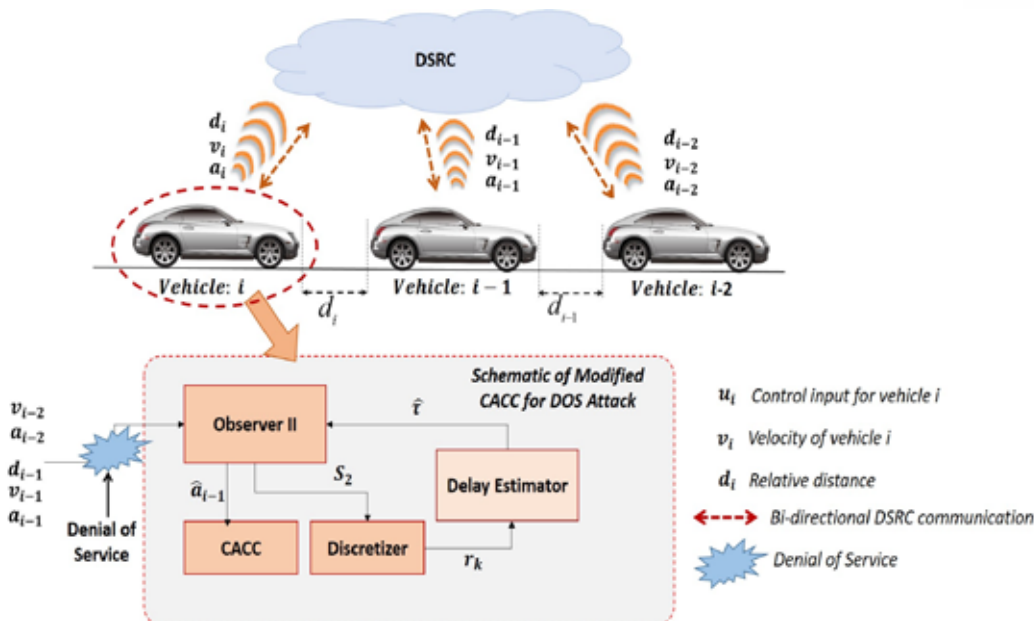 DSRC
d_i
v_i
a_i
d_{i-1}
v_{i-1}
a_{i-1}
d_{i-2}
v_{i-2}
a_{i-2}
Vehicle: i
Vehicle: i − 1
Vehicle: i-2
d_i
d_{i-1}
Schematic of Modified
CACC for DOS Attack
v_{i-2}
a_{i-2}
d_{i-1}
v_{i-1}
a_{i-1}
Denial of
Service
Observer II
τ̂
â_{i-1}
S_2
Delay Estimator
CACC
Discretizer
r_k
u_i Control input for vehicle i
v_i Velocity of vehicle i
d_i Relative distance
Bi-directional DSRC communication
Denial of Service